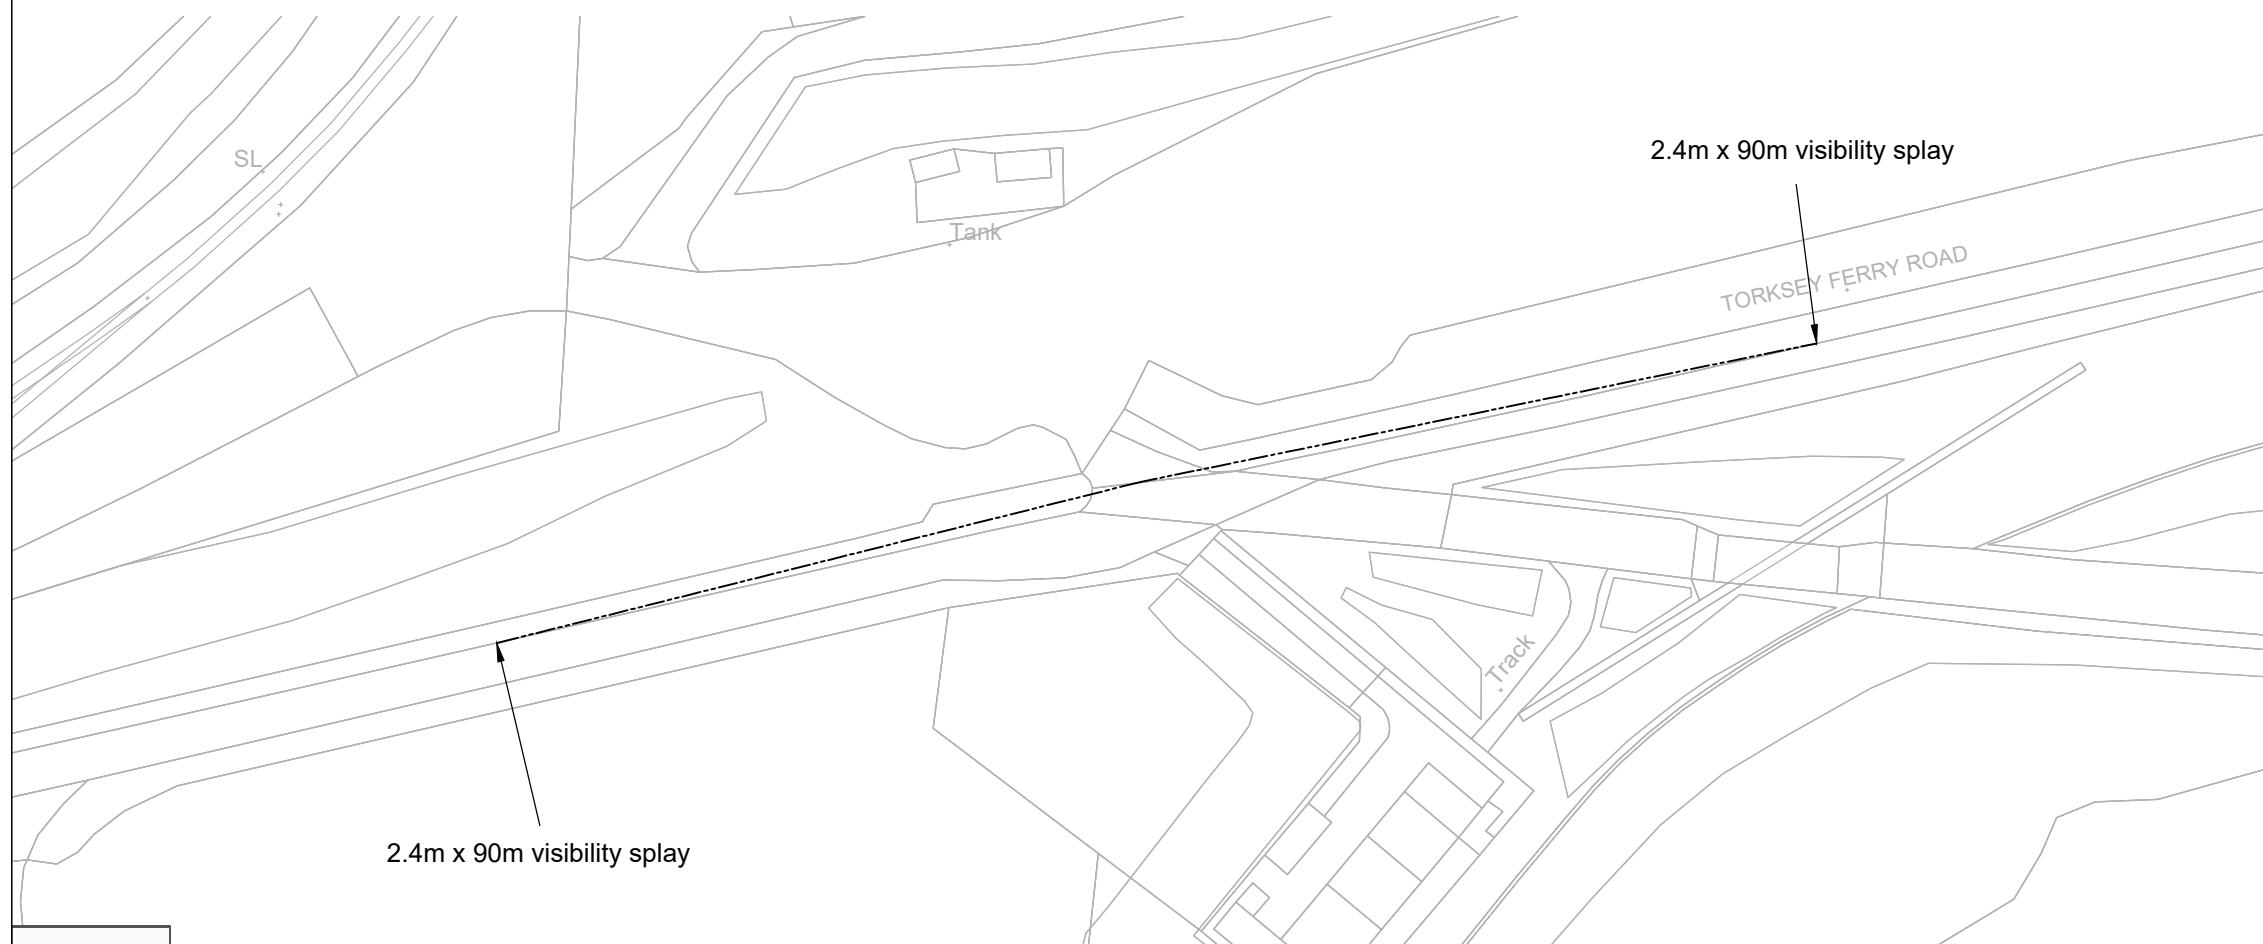 2.4m x 90m visibility splay
SL
Tank
TORKSEY FERRY ROAD
Track
2.4m x 90m visibility splay